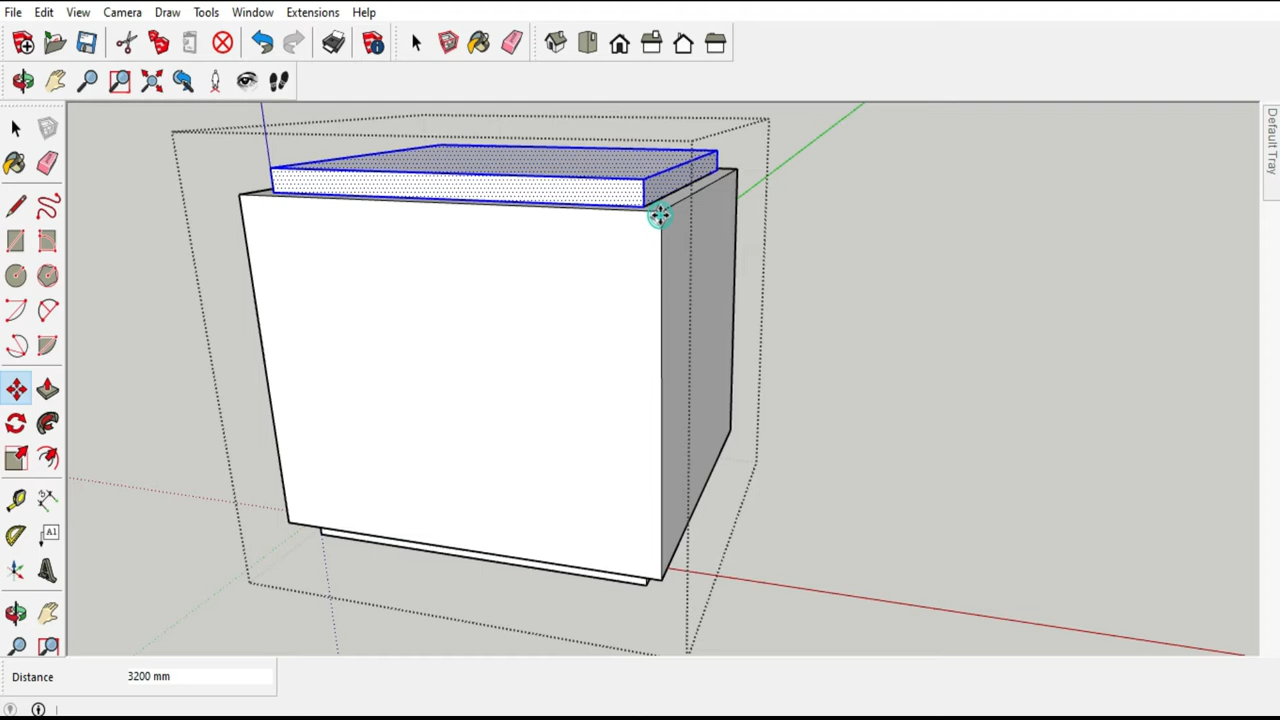 File Edit View Camera Draw Tools Window Extensions Help
Default Tray
A1
Distance 3200 mm